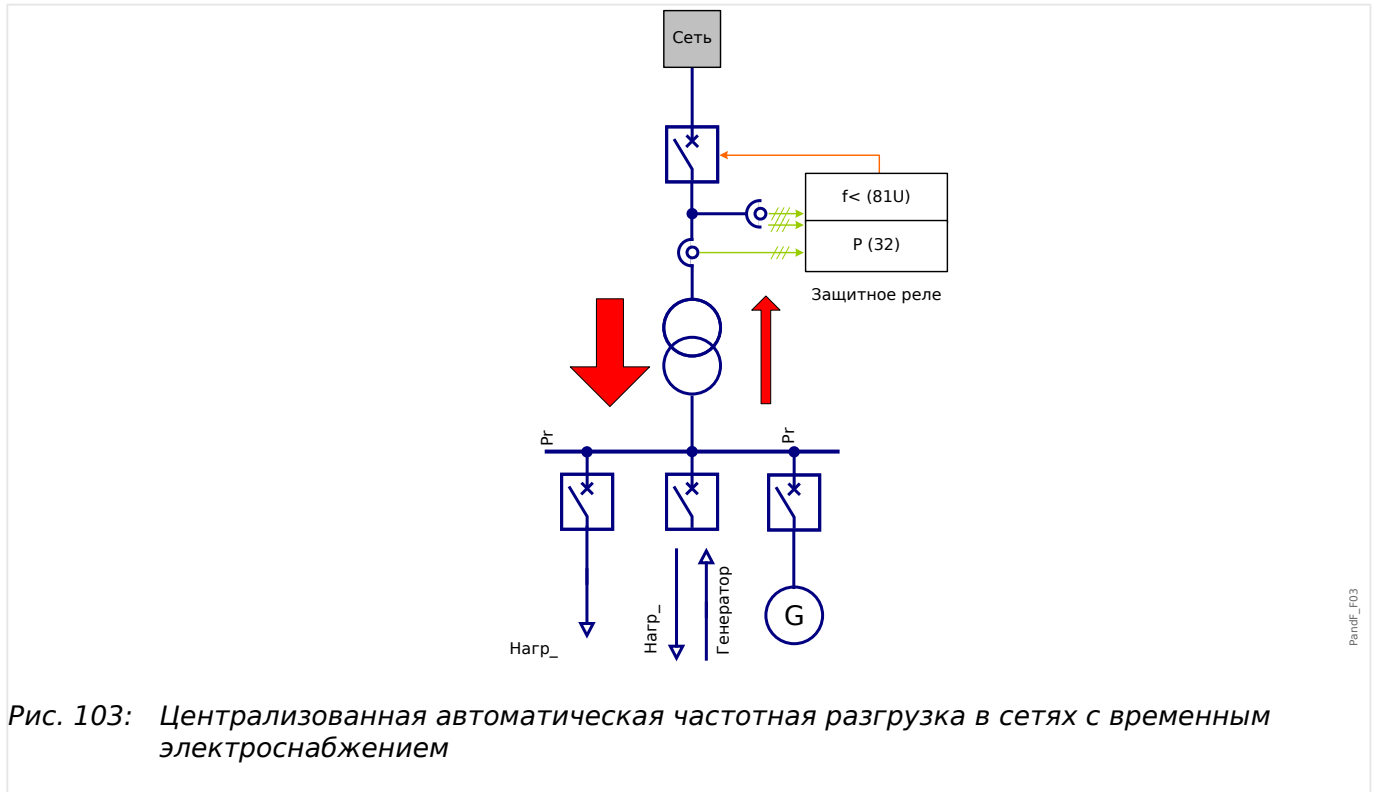 Сеть
f< (81U)
P (32)
Защитное реле
Pr
Pr
Нагр_
Нагр_
Генератор
G
PandF_F03
Рис. 103: Централизованная автоматическая частотная разгрузка в сетях с временным
электроснабжением